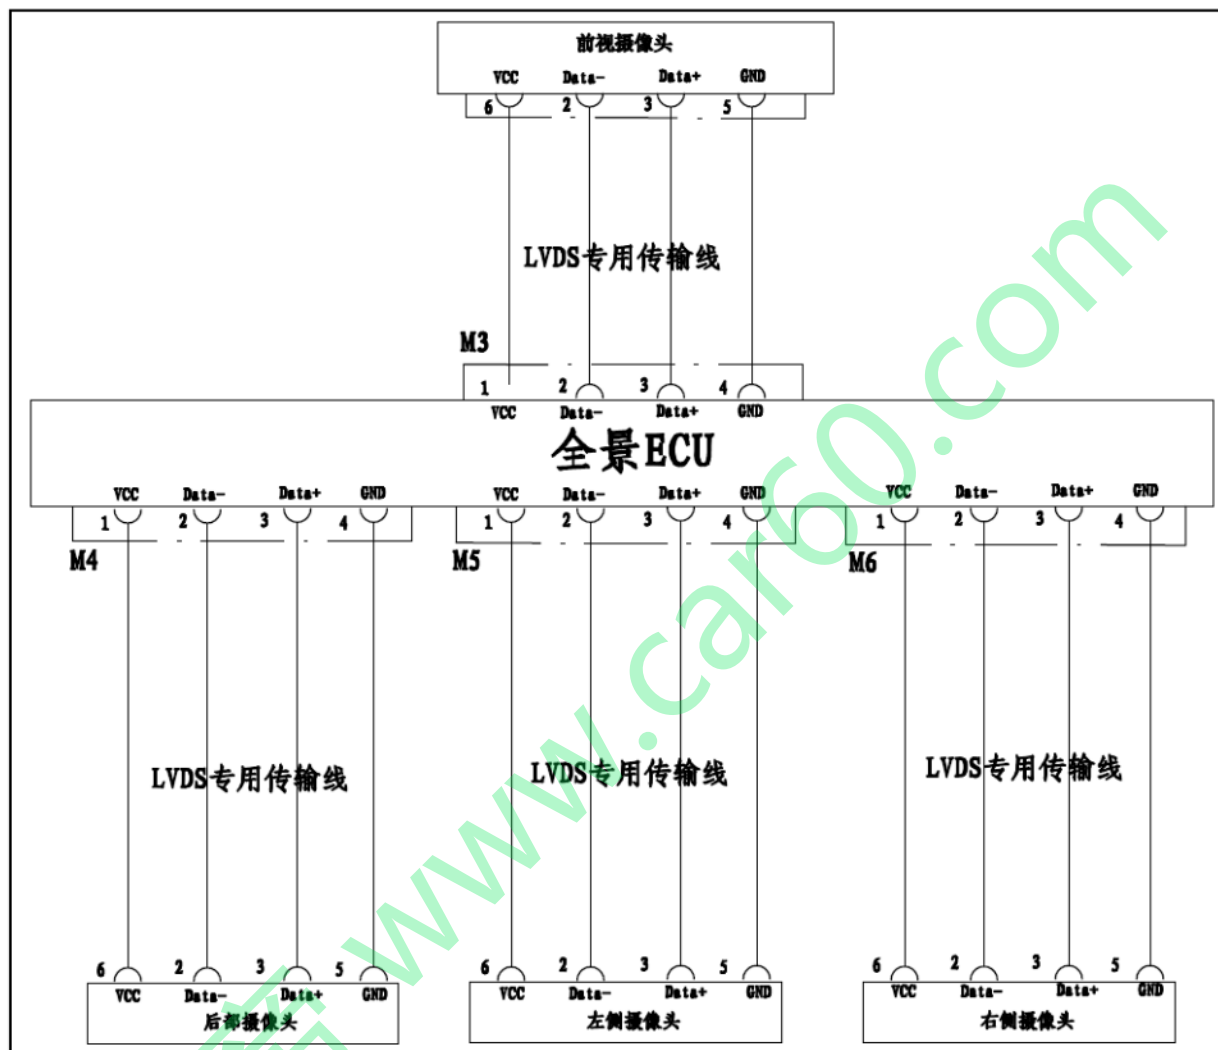 前视摄像头
VCC Data- Data+ GND
6 2 3 5
LVDS专用传输线
M3
1 2 3 4
VCC Data- Data+ GND
全景ECU
VCC Data- Data+ GND VCC Data- Data+ GND VCC Data- Data+ GND
1 2 3 4 1 2 3 4 1 2 3 4
M4 M5 M6
LVDS专用传输线 LVDS专用传输线 LVDS专用传输线
6 2 3 5 6 2 3 5 6 2 3 5
VCC Data- Data+ GND VCC Data- Data+ GND VCC Data- Data+ GND
后部摄像头 左侧摄像头 右侧摄像头
www.car60.com